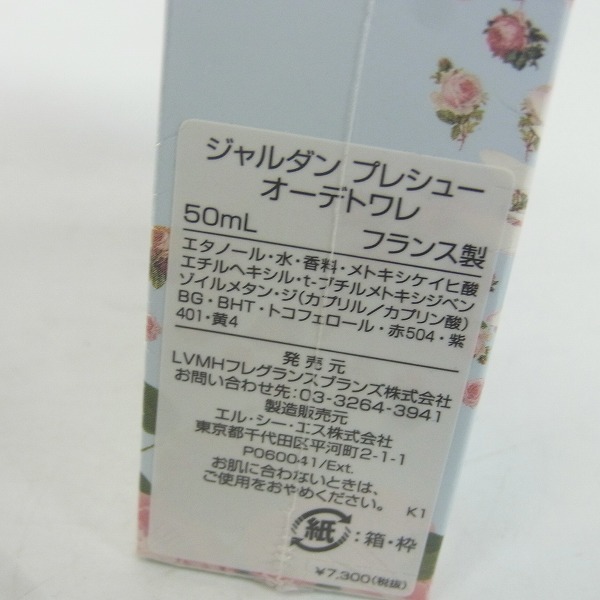 ジャルダン プレシュー
オーデトワレ
50mL フランス製
エタノール・水・香料・メトキシケイヒ酸
エチルヘキシル・t-ブチルメトキシジベン
ゾイルメタン・ジ(カプリル／カプリン酸)
BG・BHT・トコフェロール・赤504・紫
401・黄4
発売元
LVMHフレグランスブランズ株式会社
お問い合わせ先:03-3264-3941
製造販売元
エル・シー・エス株式会社
東京都千代田区平河町2-1-1
P060041/Ext.
お肌に合わないときは、
ご使用をおやめください。
K1
紙:箱・枠
¥7,300(税抜)